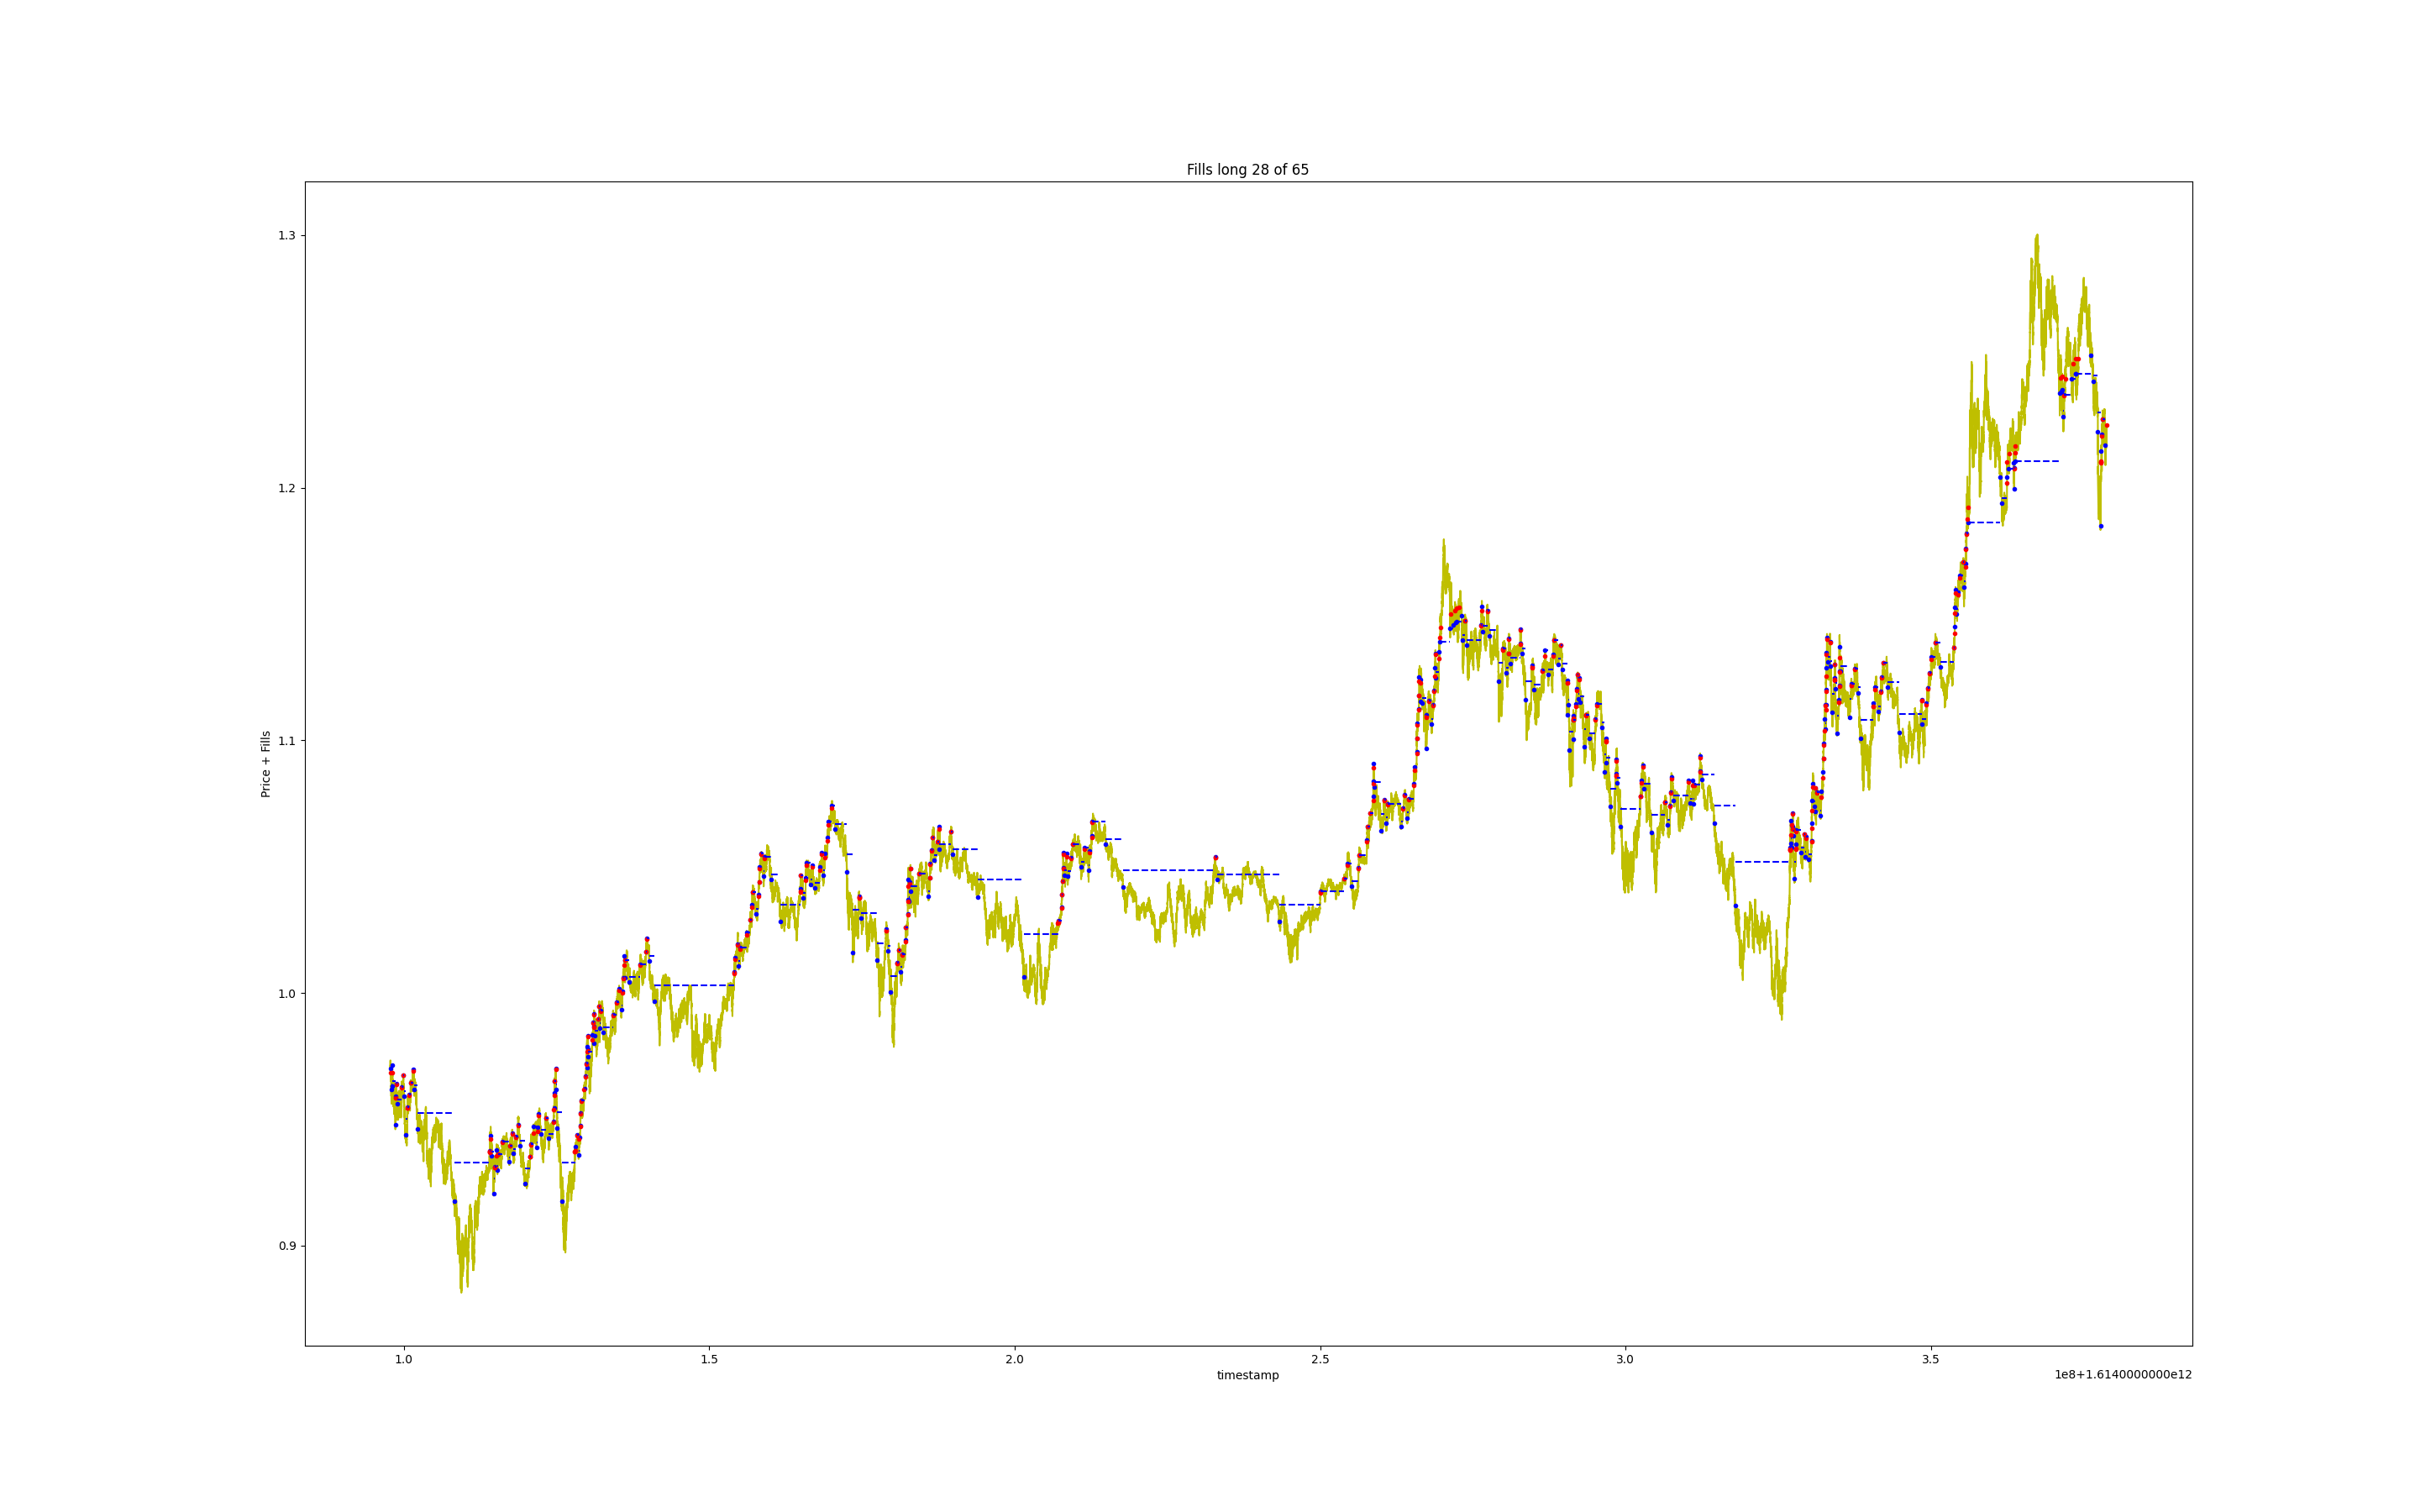 Fills long 28 of 65
1.3
1.2
1.1
1.0
0.9
Price + Fills
1.0 1.5 2.0 2.5 3.0 3.5
timestamp
1e8+1.6140000000e12